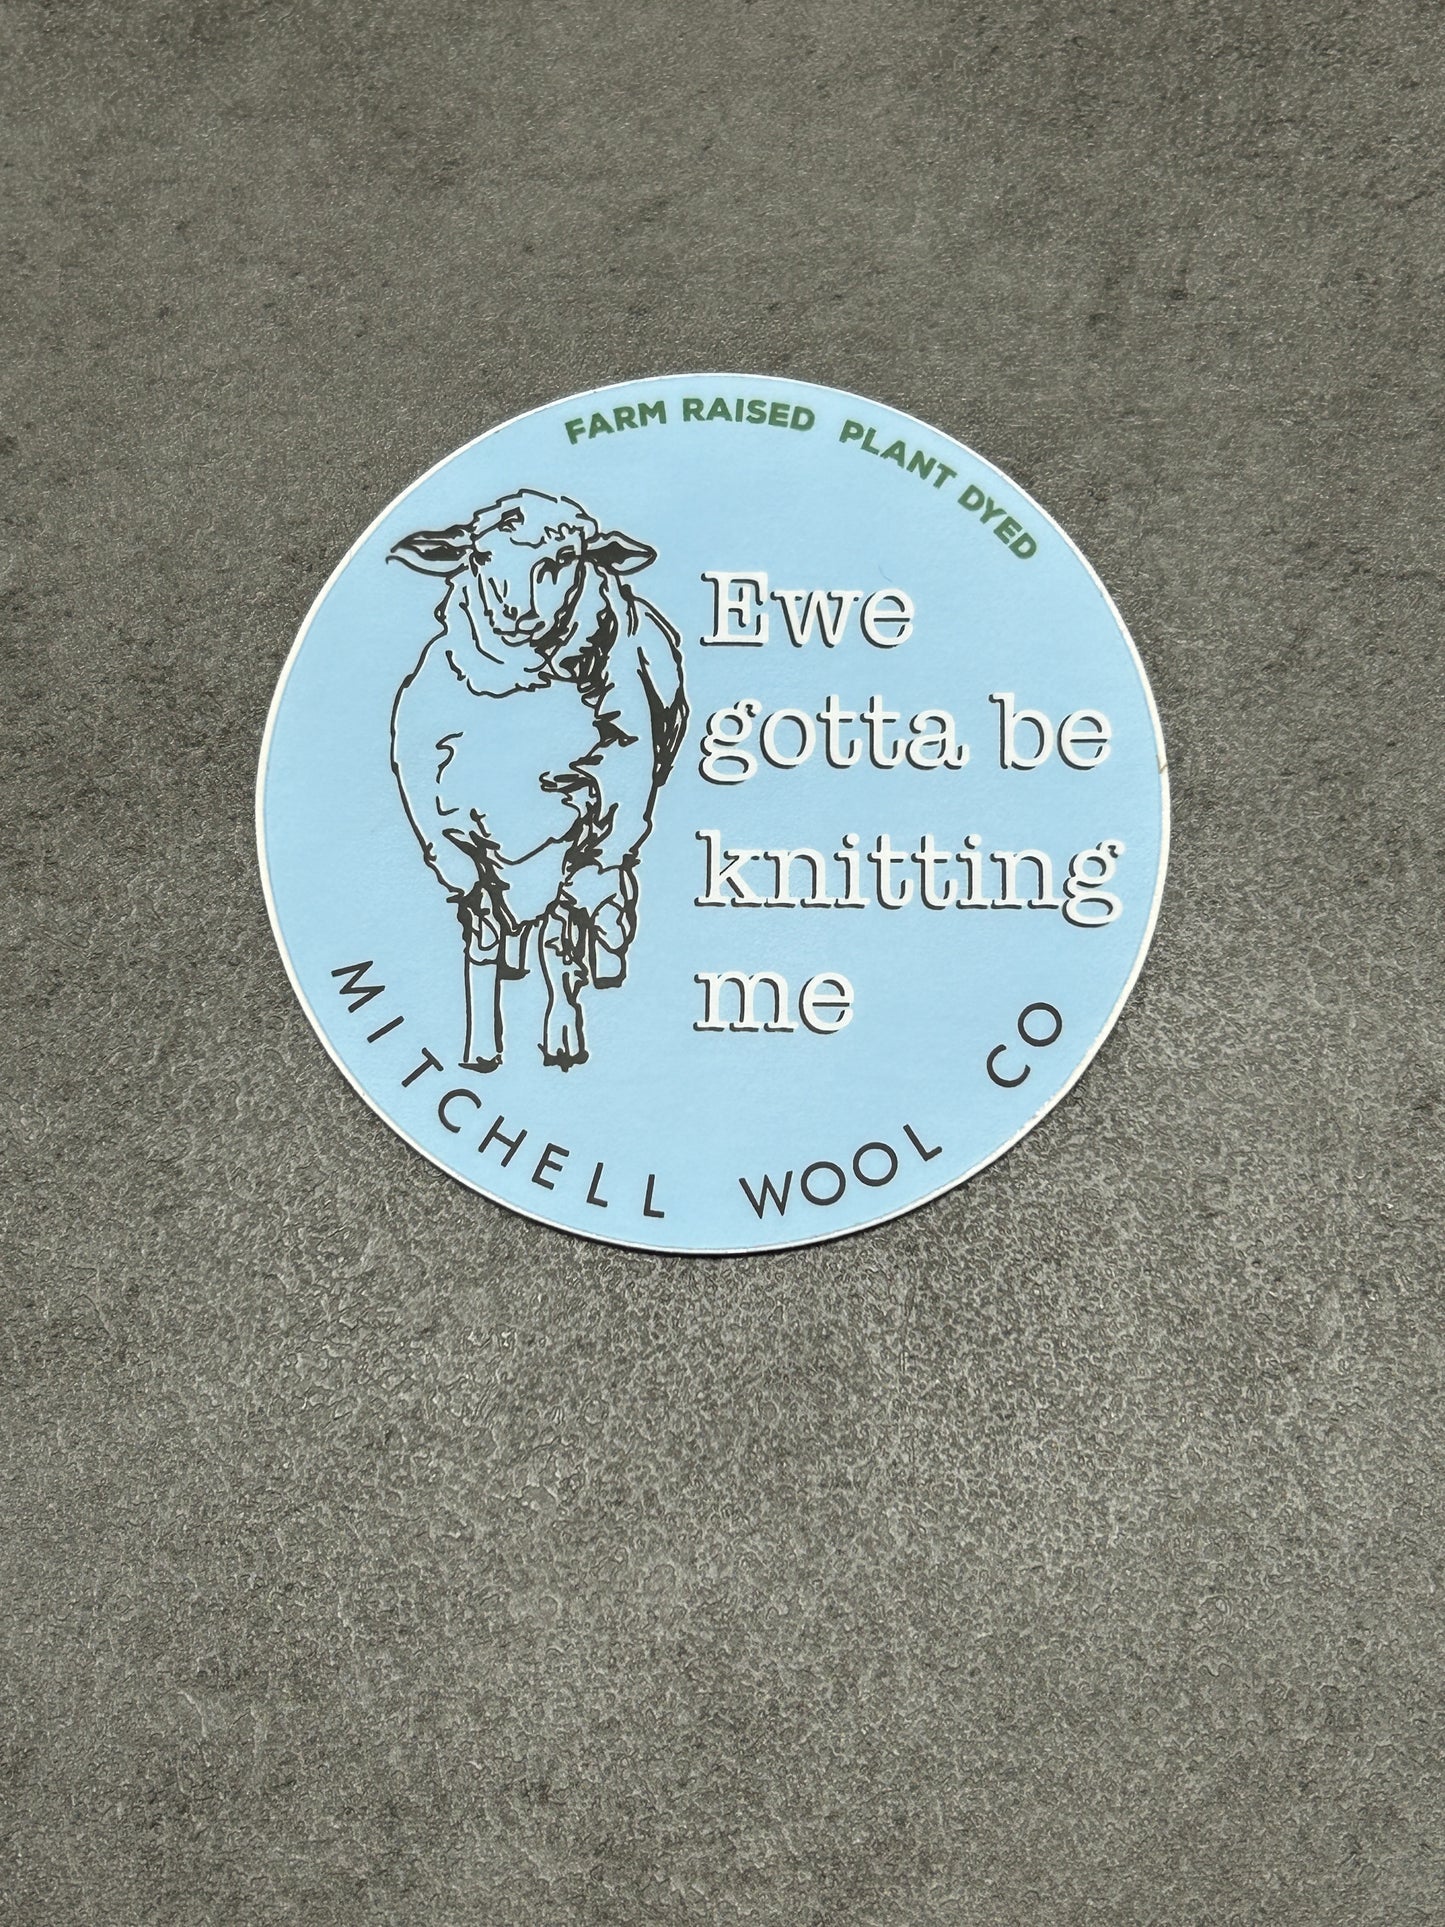 FARM RAISED PLANT DYED
Ewe
gotta be
knitting
me
MITCHELL WOOL CO